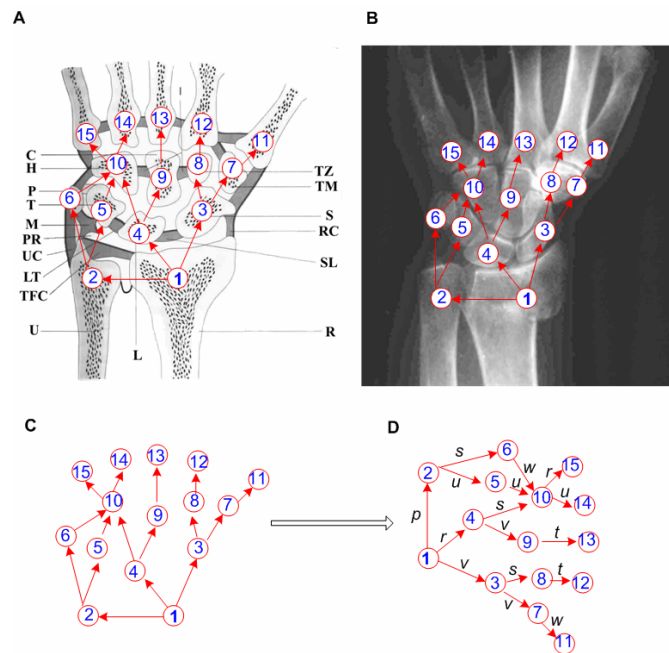 A
15 14 13 12 11
C
H 10 9 8 7 TZ
P TM
T 6 5 3 S
M 4 RC
PR
UC SL
LT 2 1
TFC
U R
L
B
15 14 13 12 11
10 9 8 7
6 5 4 3
2 1
C
15 14 13 12 11
10 9 8 7
6 5 4 3
2 1
D
6 r 15
s w
2 u 5 u 10 u 14
s
p 4 v 9 t 13
r
1 v 3 s 8 t 12
v 7 w
11